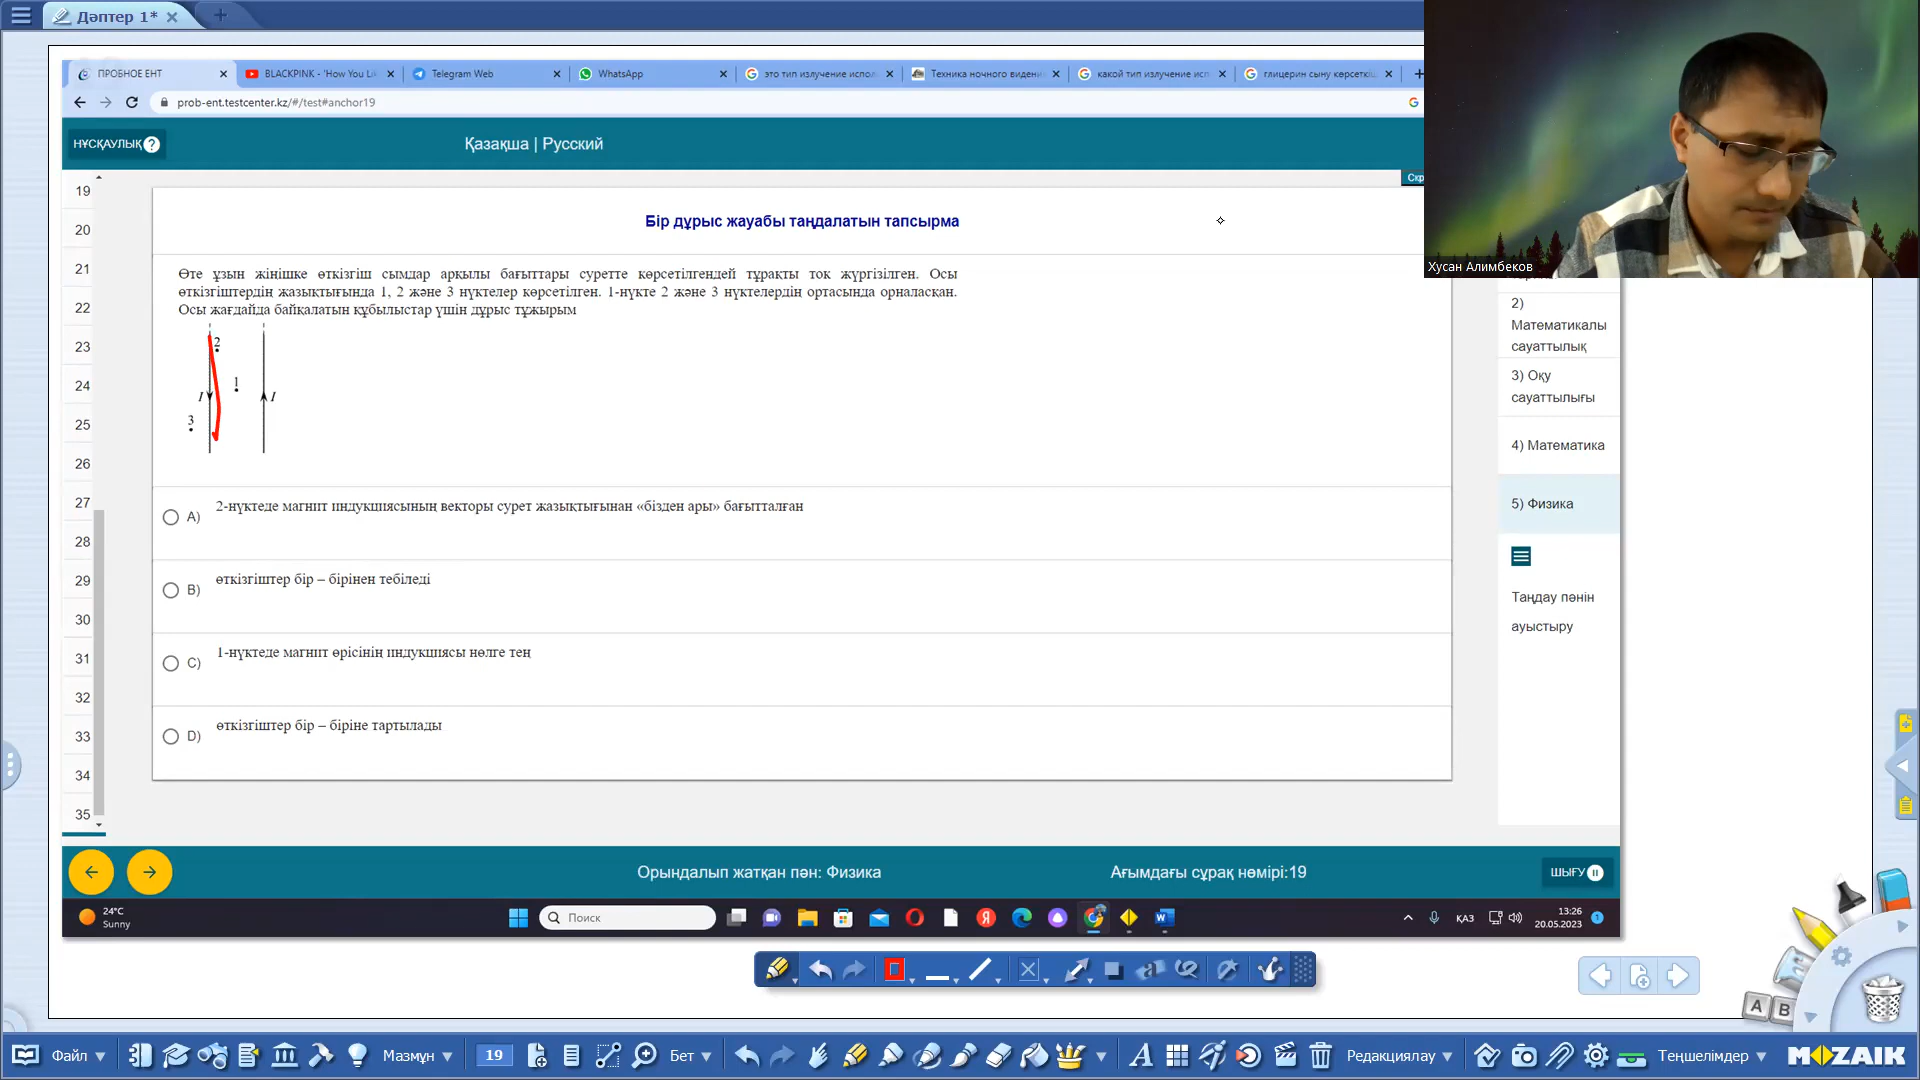 Дәптер 1*
ПРОБНОЕ ЕНТ
BLACKPINK - 'How You Li
Telegram Web
WhatsApp
это тип излучение испол
Техника ночного видени
какой тип излучение исп
глицерин сыну көрсеткіш
prob-ent.testcenter.kz/#/test#anchor19
НҰСҚАУЛЫҚ ?
Қазақша | Русский
Скр
Хусан Алимбеков
19
20
21
22
23
24
25
26
27
28
29
30
31
32
33
34
35
Бір дұрыс жауабы таңдалатын тапсырма
Өте ұзын жіңішке өткізгіш сымдар арқылы бағыттары суретте көрсетілгендей тұрақты ток жүргізілген. Осы
өткізгіштердің жазықтығында 1, 2 және 3 нүктелер көрсетілген. 1-нүкте 2 және 3 нүктелердің ортасында орналасқан.
Осы жағдайда байқалатын құбылыстар үшін дұрыс тұжырым
2
1
I
I
3
A) 2-нүктеде магнит индукциясының векторы сурет жазықтығынан «бізден ары» бағытталған
B) өткізгіштер бір – бірінен тебіледі
C) 1-нүктеде магнит өрісінің индукциясы нөлге тең
D) өткізгіштер бір – біріне тартылады
2)
Математикалы
сауаттылық
3) Оқу
сауаттылығы
4) Математика
5) Физика
Таңдау пәнін
ауыстыру
Орындалып жатқан пән: Физика
Ағымдағы сұрақ нөмірі:19
ШЫҒУ
24°C
Sunny
Поиск
ҚАЗ
13:26
20.05.2023
1
A B
Файл
Мазмұн
19
Бет
Редакциялау
Теңшелімдер
MOZAIK